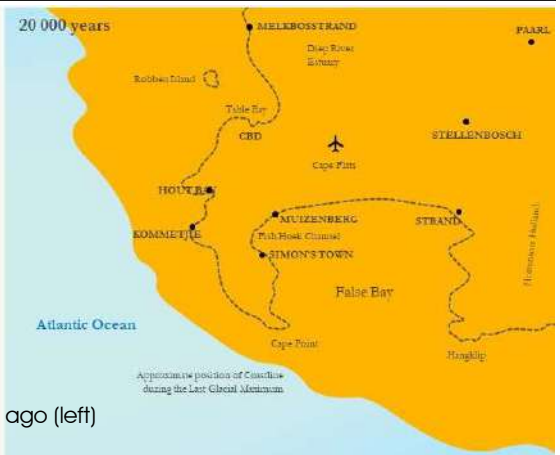 20 000 years
MELKBOSSTRAND
PAARL
Diep River
Estuary
Robben Island
Table Bay
CBD
STELLENBOSCH
Cape Flats
HOUT BAY
MUIZENBERG
STRAND
KOMMETJIE
Fish Hoek Channel
SIMON'S TOWN
Hottentots Holland
False Bay
Atlantic Ocean
Cape Point
Hangklip
Approximate position of Coastline
during the Last Glacial Maximum
ago (left)